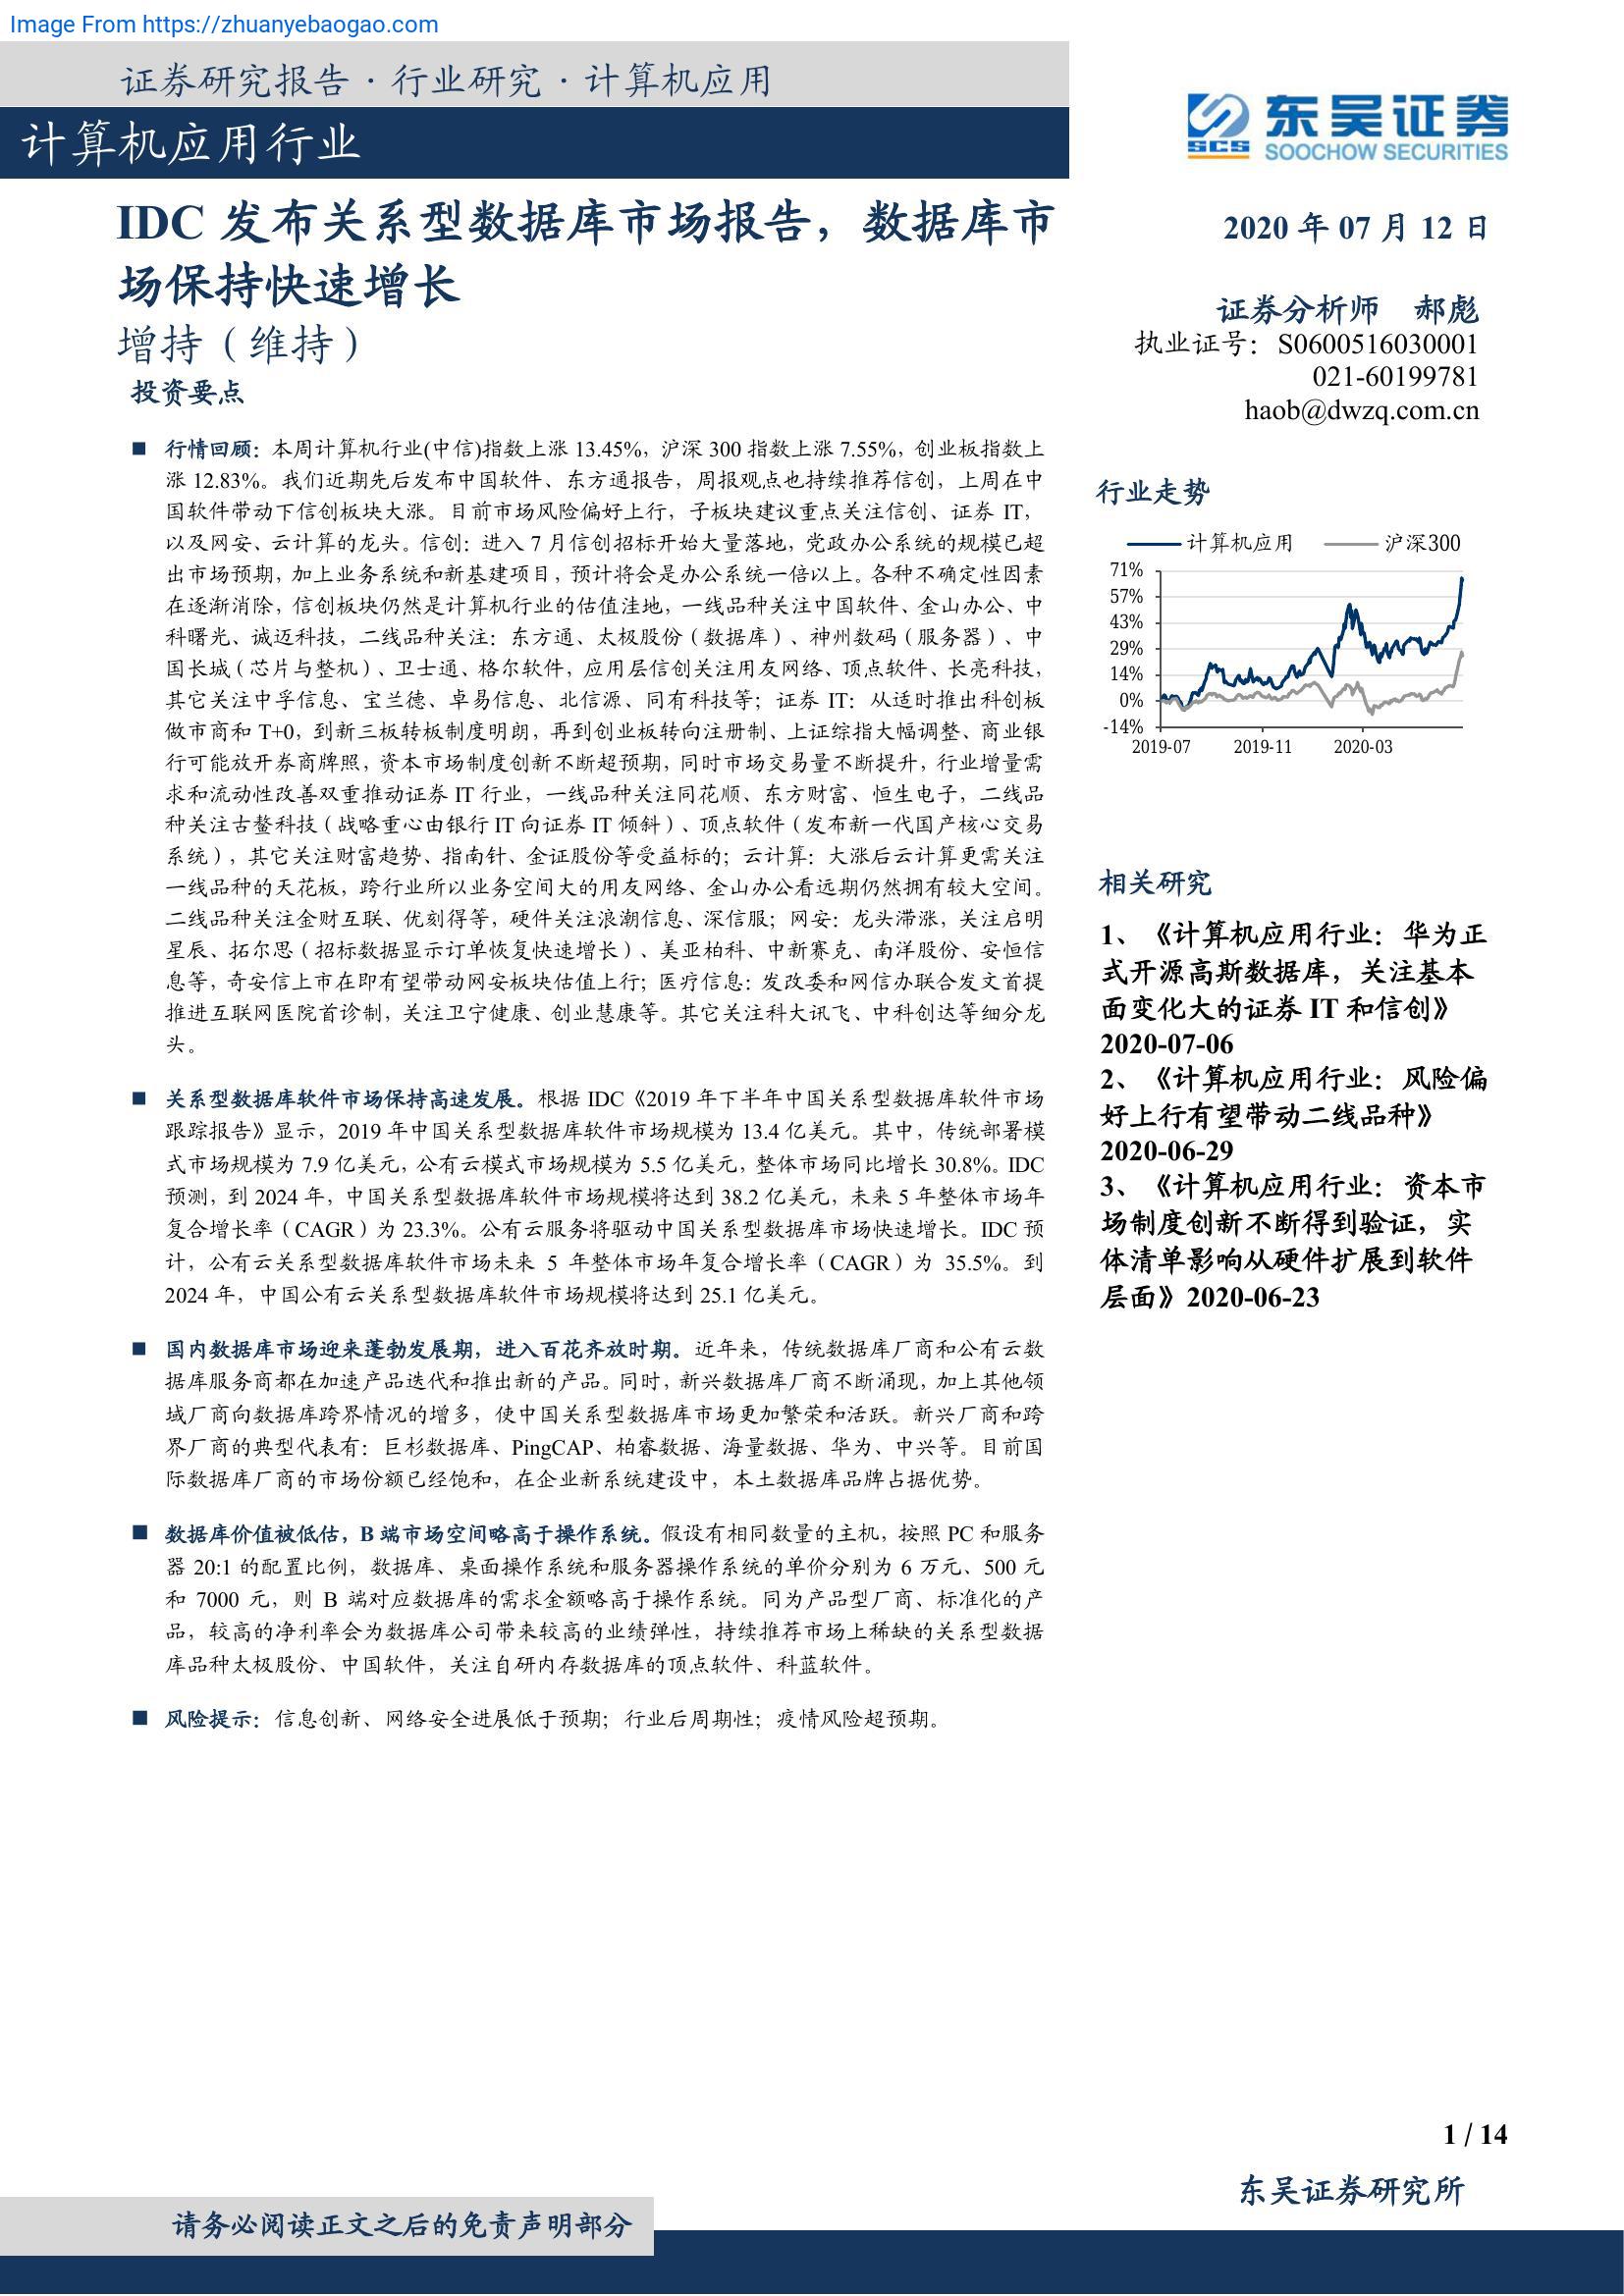 Image From https://zhuanyebaogao.com
证券研究报告·行业研究·计算机应用
计算机应用行业
东吴证券
SCS
SOOCHOW SECURITIES
IDC 发布关系型数据库市场报告，数据库市
场保持快速增长
增持（维持）
投资要点
■ 行情回顾：本周计算机行业(中信)指数上涨 13.45%，沪深 300 指数上涨 7.55%，创业板指数上
涨 12.83%。我们近期先后发布中国软件、东方通报告，周报观点也持续推荐信创，上周在中
国软件带动下信创板块大涨。目前市场风险偏好上行，子板块建议重点关注信创、证券 IT，
以及网安、云计算的龙头。信创：进入 7 月信创招标开始大量落地，党政办公系统的规模已超
出市场预期，加上业务系统和新基建项目，预计将会是办公系统一倍以上。各种不确定性因素
在逐渐消除，信创板块仍然是计算机行业的估值洼地，一线品种关注中国软件、金山办公、中
科曙光、诚迈科技，二线品种关注：东方通、太极股份（数据库）、神州数码（服务器）、中
国长城（芯片与整机）、卫士通、格尔软件，应用层信创关注用友网络、顶点软件、长亮科技，
其它关注中孚信息、宝兰德、卓易信息、北信源、同有科技等；证券 IT：从适时推出科创板
做市商和 T+0，到新三板转板制度明朗，再到创业板转向注册制、上证综指大幅调整、商业银
行可能放开券商牌照，资本市场制度创新不断超预期，同时市场交易量不断提升，行业增量需
求和流动性改善双重推动证券 IT 行业，一线品种关注同花顺、东方财富、恒生电子，二线品
种关注古鳌科技（战略重心由银行 IT 向证券 IT 倾斜）、顶点软件（发布新一代国产核心交易
系统），其它关注财富趋势、指南针、金证股份等受益标的；云计算：大涨后云计算更需关注
一线品种的天花板，跨行业所以业务空间大的用友网络、金山办公看远期仍然拥有较大空间。
二线品种关注金财互联、优刻得等，硬件关注浪潮信息、深信服；网安：龙头滞涨，关注启明
星辰、拓尔思（招标数据显示订单恢复快速增长）、美亚柏科、中新赛克、南洋股份、安恒信
息等，奇安信上市在即有望带动网安板块估值上行；医疗信息：发改委和网信办联合发文首提
推进互联网医院首诊制，关注卫宁健康、创业慧康等。其它关注科大讯飞、中科创达等细分龙
头。
■ 关系型数据库软件市场保持高速发展。根据 IDC《2019 年下半年中国关系型数据库软件市场
跟踪报告》显示，2019 年中国关系型数据库软件市场规模为 13.4 亿美元。其中，传统部署模
式市场规模为 7.9 亿美元，公有云模式市场规模为 5.5 亿美元，整体市场同比增长 30.8%。IDC
预测，到 2024 年，中国关系型数据库软件市场规模将达到 38.2 亿美元，未来 5 年整体市场年
复合增长率（CAGR）为 23.3%。公有云服务将驱动中国关系型数据库市场快速增长。IDC 预
计，公有云关系型数据库软件市场未来 5 年整体市场年复合增长率（CAGR）为 35.5%。到
2024 年，中国公有云关系型数据库软件市场规模将达到 25.1 亿美元。
■ 国内数据库市场迎来蓬勃发展期，进入百花齐放时期。近年来，传统数据库厂商和公有云数
据库服务商都在加速产品迭代和推出新的产品。同时，新兴数据库厂商不断涌现，加上其他领
域厂商向数据库跨界情况的增多，使中国关系型数据库市场更加繁荣和活跃。新兴厂商和跨
界厂商的典型代表有：巨杉数据库、PingCAP、柏睿数据、海量数据、华为、中兴等。目前国
际数据库厂商的市场份额已经饱和，在企业新系统建设中，本土数据库品牌占据优势。
■ 数据库价值被低估，B 端市场空间略高于操作系统。假设有相同数量的主机，按照 PC 和服务
器 20:1 的配置比例，数据库、桌面操作系统和服务器操作系统的单价分别为 6 万元、500 元
和 7000 元，则 B 端对应数据库的需求金额略高于操作系统。同为产品型厂商、标准化的产
品，较高的净利率会为数据库公司带来较高的业绩弹性，持续推荐市场上稀缺的关系型数据
库品种太极股份、中国软件，关注自研内存数据库的顶点软件、科蓝软件。
■ 风险提示：信息创新、网络安全进展低于预期；行业后周期性；疫情风险超预期。
2020 年 07 月 12 日
证券分析师 郝彪
执业证号：S0600516030001
021-60199781
haob@dwzq.com.cn
行业走势
计算机应用 沪深300
71%
57%
43%
29%
14%
0%
-14%
2019-07 2019-11 2020-03
相关研究
1、《计算机应用行业：华为正
式开源高斯数据库，关注基本
面变化大的证券 IT 和信创》
2020-07-06
2、《计算机应用行业：风险偏
好上行有望带动二线品种》
2020-06-29
3、《计算机应用行业：资本市
场制度创新不断得到验证，实
体清单影响从硬件扩展到软件
层面》2020-06-23
1 / 14
东吴证券研究所
请务必阅读正文之后的免责声明部分